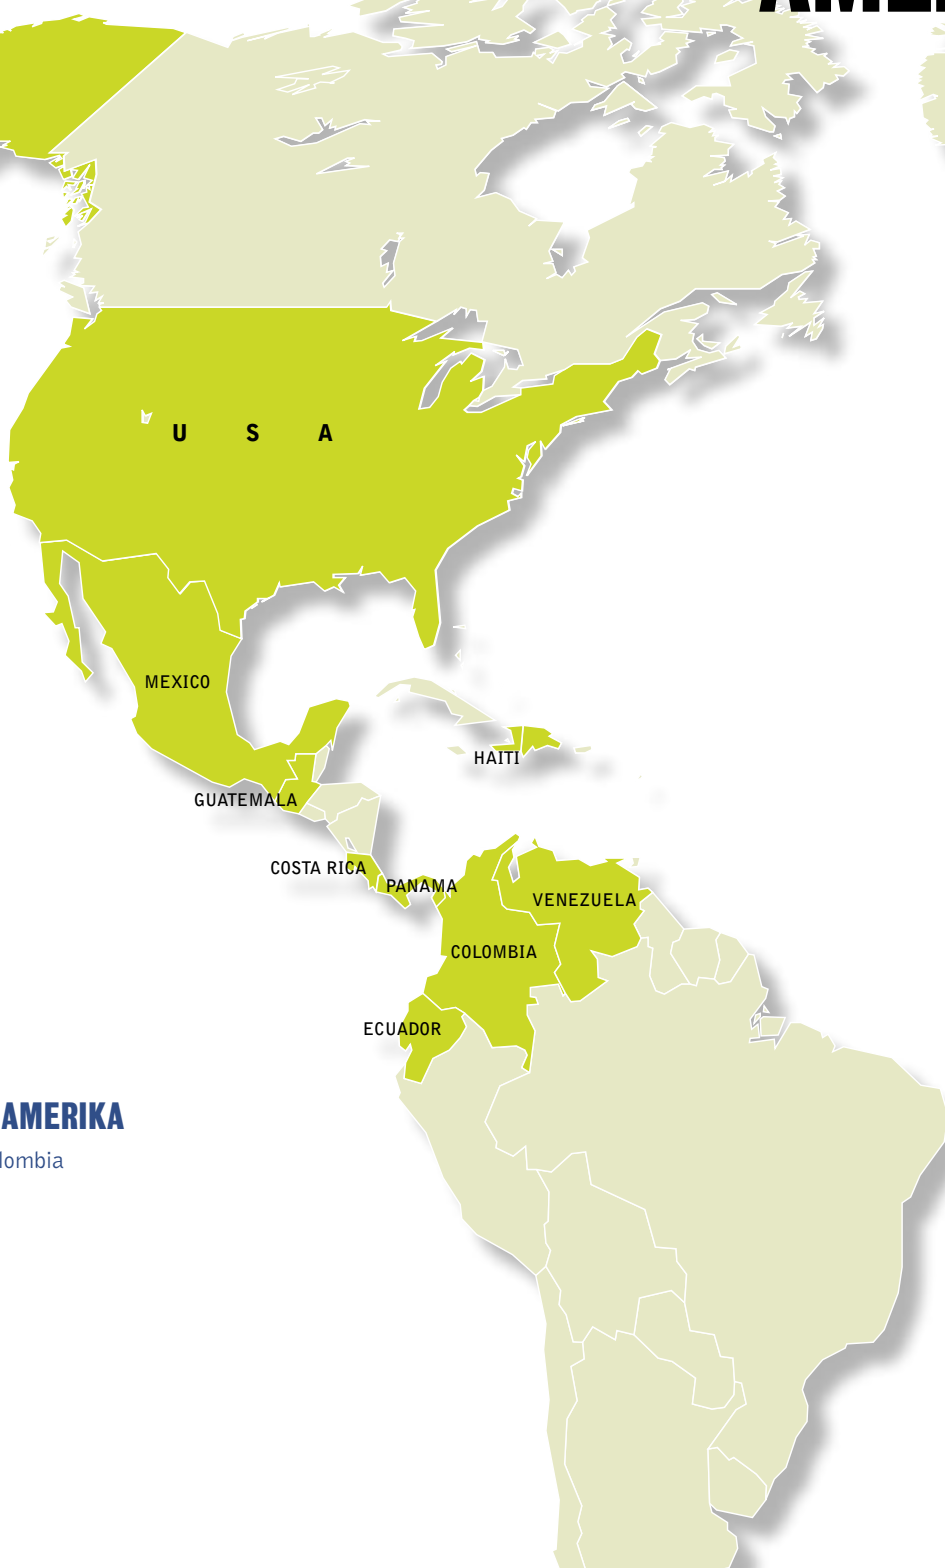 U S A
MEXICO
HAITI
GUATEMALA
COSTA RICA
PANAMA
VENEZUELA
COLOMBIA
ECUADOR
AMERIKA
lombia